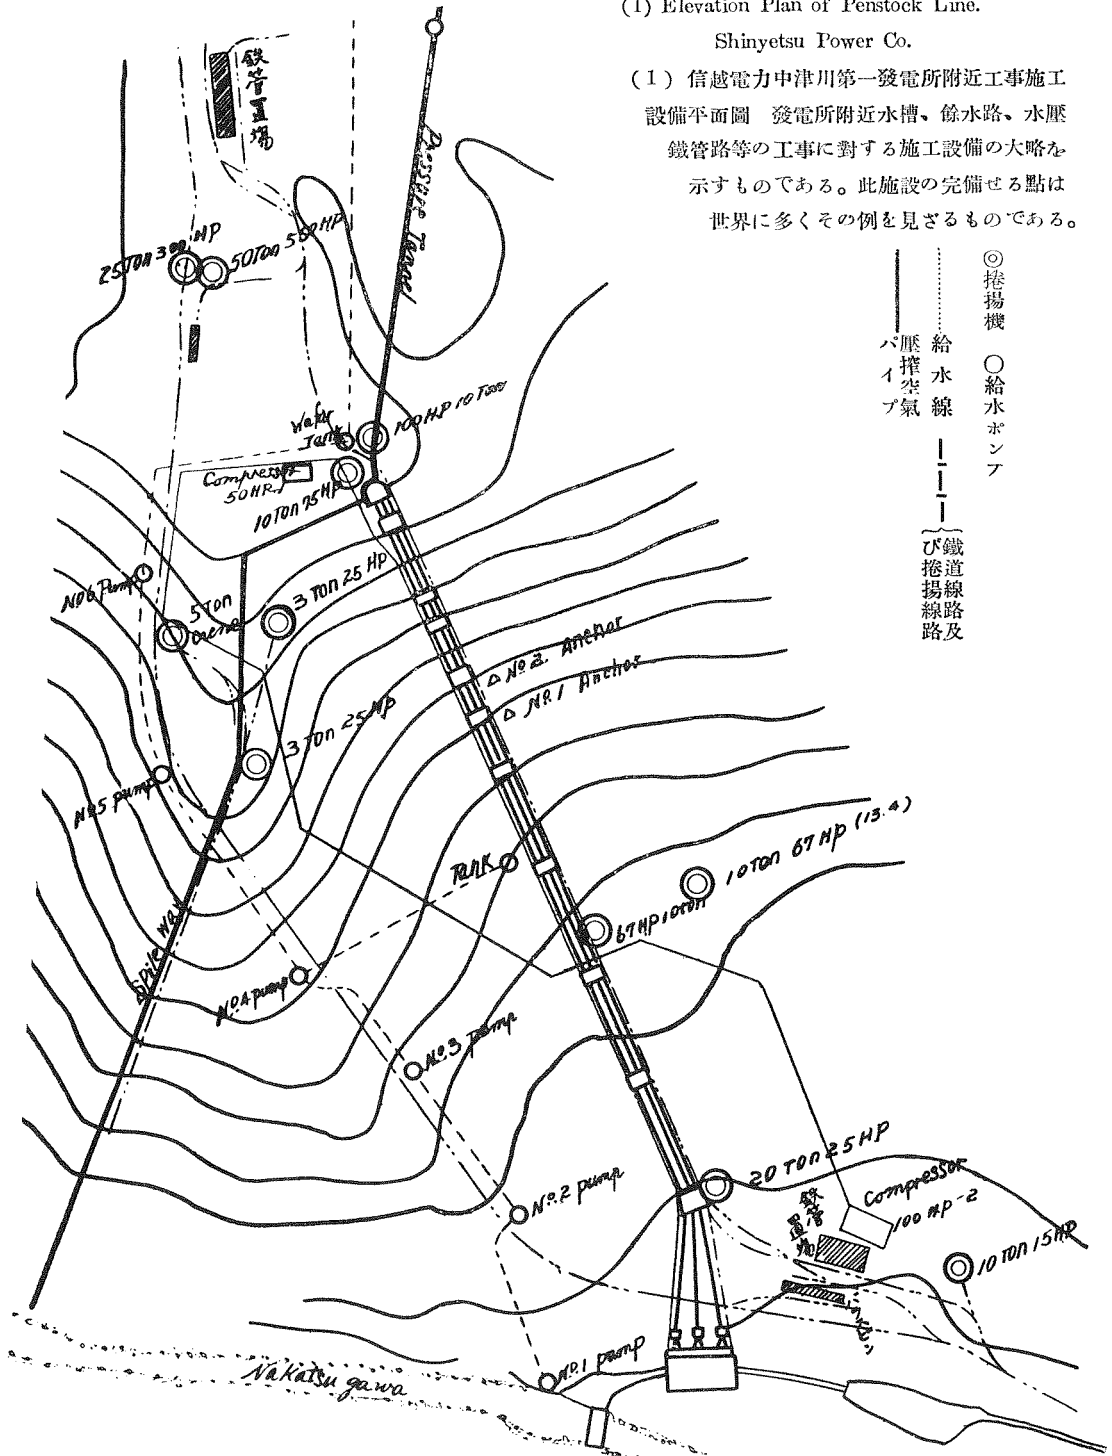 (1) Elevation Plan of Penstock Line.
Shinyetsu Power Co.
(1) 信越電力中津川第一發電所附近工事施工
設備平面圖　發電所附近水槽、餘水路、水壓
鐵管路等の工事に對する施工設備の大略を
示すものである。此施設の完備せる點は
世界に多くその例を見ざるものである。
◎捲揚機　○給水ポンプ
給水線
壓搾空氣
パイプ
鐵道線路及
び捲揚線路
鉄管置場
Pressure Tunnel
25 Ton 300 HP
50 Ton 500 HP
100 HP 10 Ton
Water
Tank
Compressor
50 HP
10 Ton 75 HP
No 6 Pump
5 Ton
Crene
3 Ton 25 HP
No 2. Anchor
No. 1 Anchor
3 Ton 25 HP
No 5 pump
Tank
10 Ton 67 HP (13.4)
67 HP 10 ton
Spile way
No. 4 pump
No. 3 pump
20 Ton 25 HP
No. 2 pump
鉄管
置場
Compressor
100 HP-2
10 Ton 15 HP
No. 1 pump
Nakatsu gawa